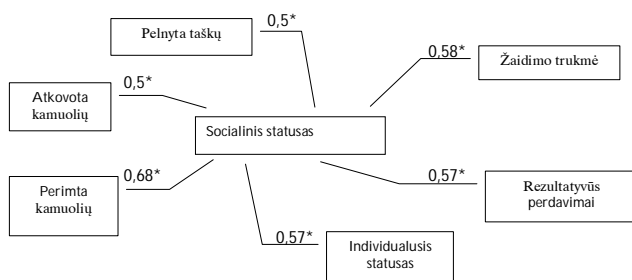 0,5*
Pelnyta taškų
0,58*
Žaidimo trukmė
0,5*
Atkovota
kamuolių
Socialinis statusas
0,68*
Perimta
kamuolių
0,57*
Rezultatyvūs
perdavimai
0,57*
Individualusis
statusas